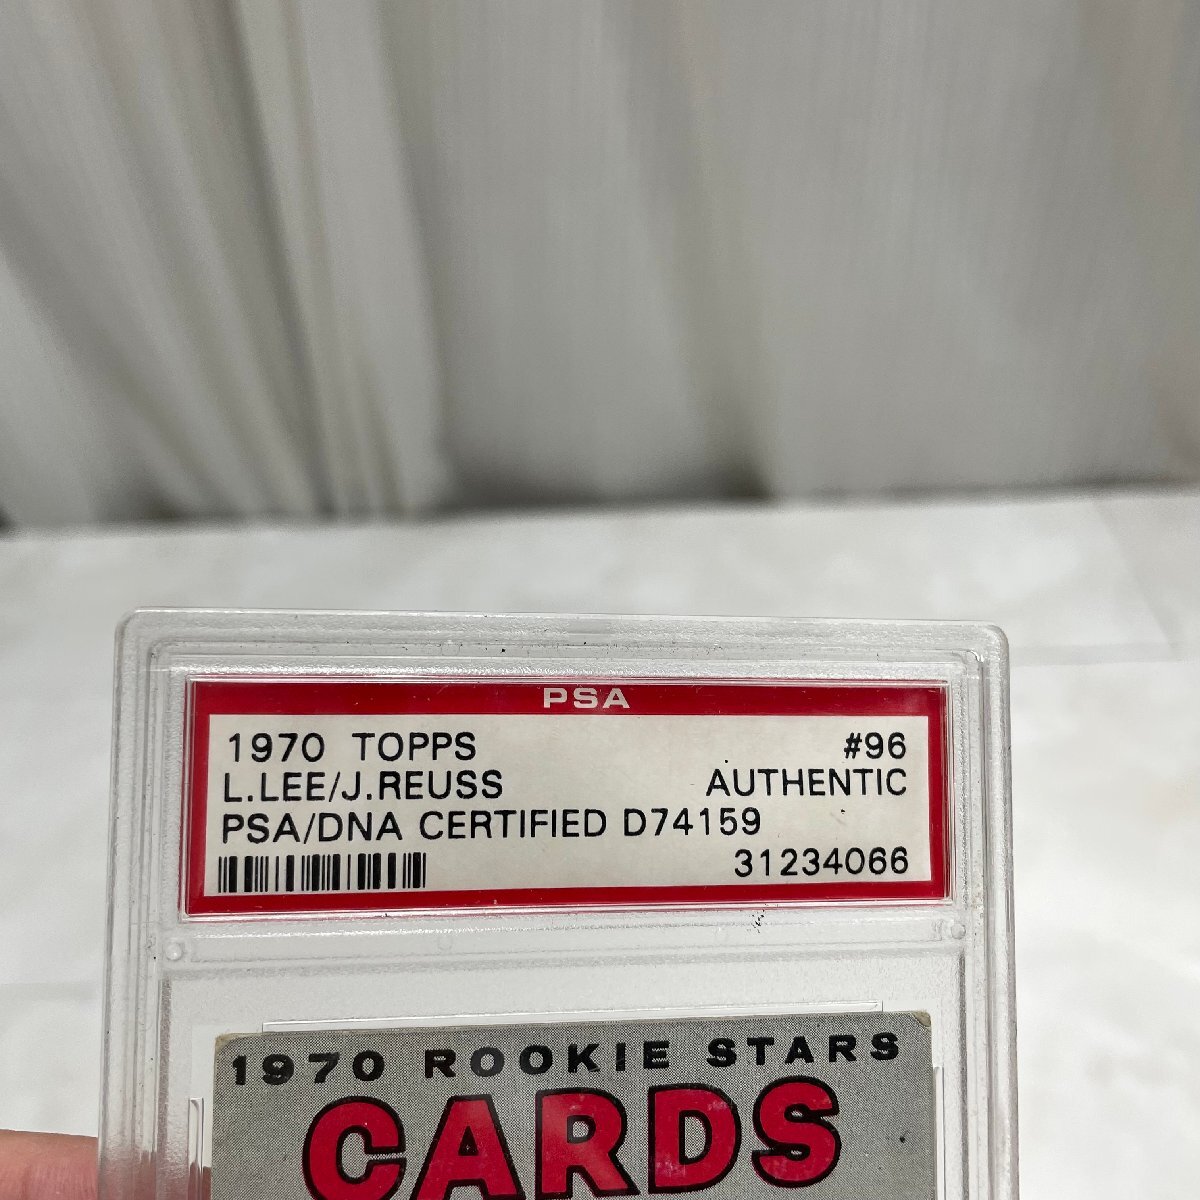 PSA
1970 TOPPS #96
L.LEE/J.REUSS AUTHENTIC
PSA/DNA CERTIFIED D74159
31234066
1970 ROOKIE STARS
CARDS